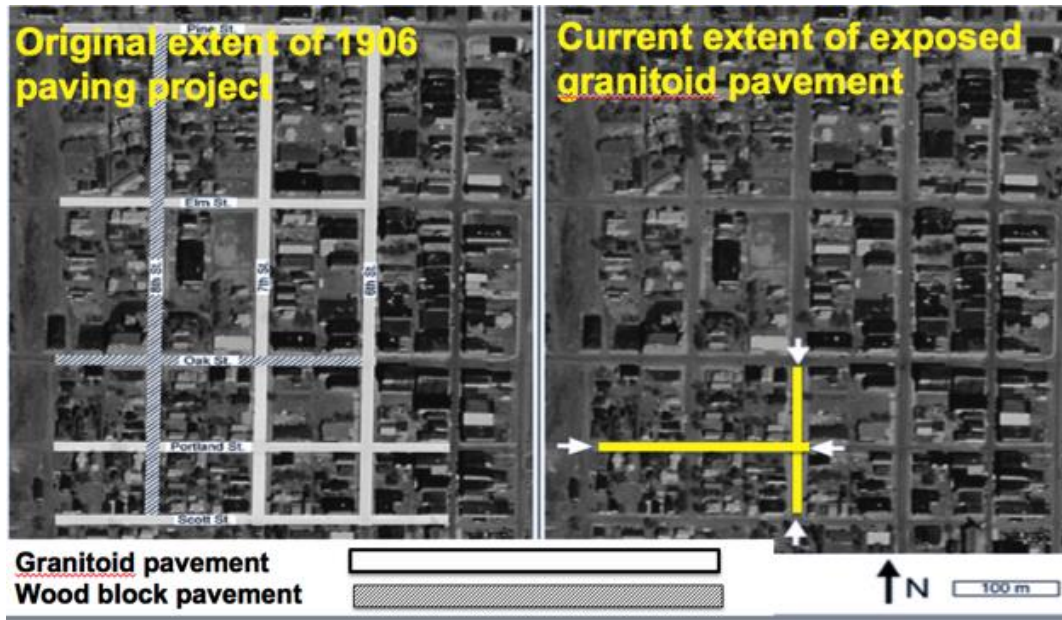 Original extent of 1906
paving project
Pine St.
Elm St.
8th St.
7th St.
6th St.
Oak St.
Portland St.
Scott St.
Current extent of exposed
granitoid pavement
Granitoid pavement
Wood block pavement
N
100 m